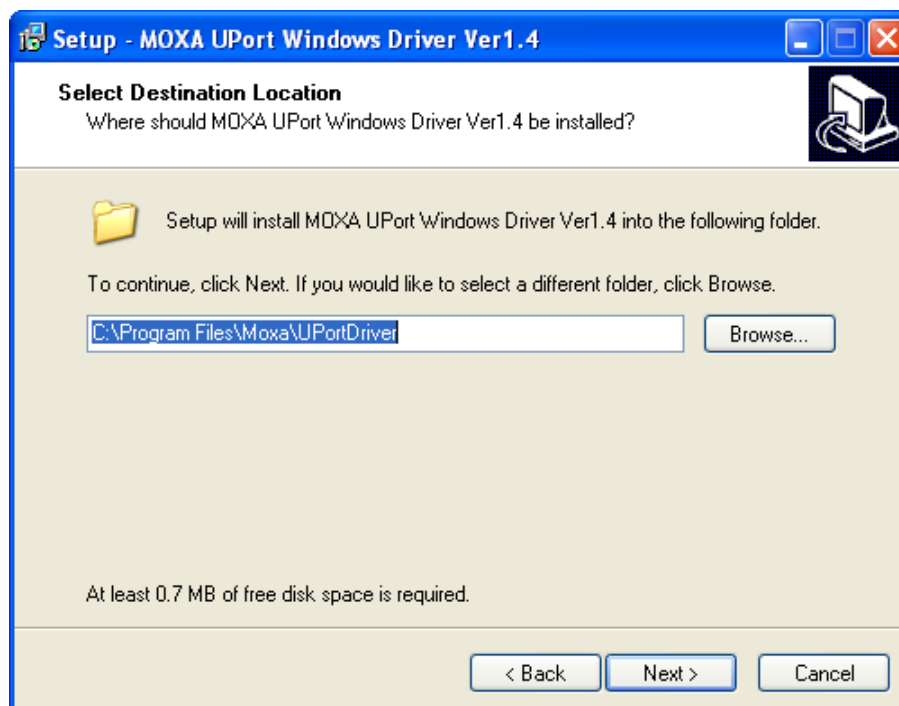 Setup - MOXA UPort Windows Driver Ver1.4
Select Destination Location
Where should MOXA UPort Windows Driver Ver1.4 be installed?
Setup will install MOXA UPort Windows Driver Ver1.4 into the following folder.
To continue, click Next. If you would like to select a different folder, click Browse.
C:\Program Files\Moxa\UPortDriver
Browse...
At least 0.7 MB of free disk space is required.
< Back
Next >
Cancel